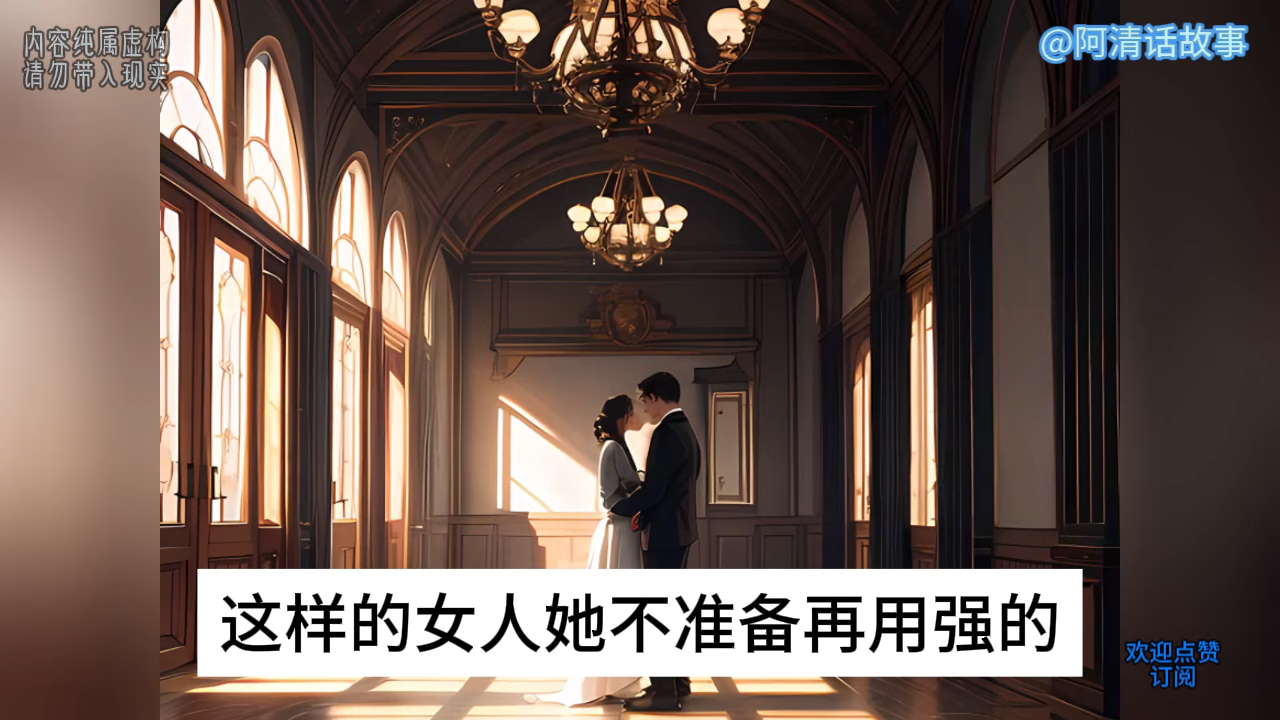 内容纯属虚构
请勿带入现实
@阿清话故事
这样的女人她不准备再用强的
欢迎点赞
订阅